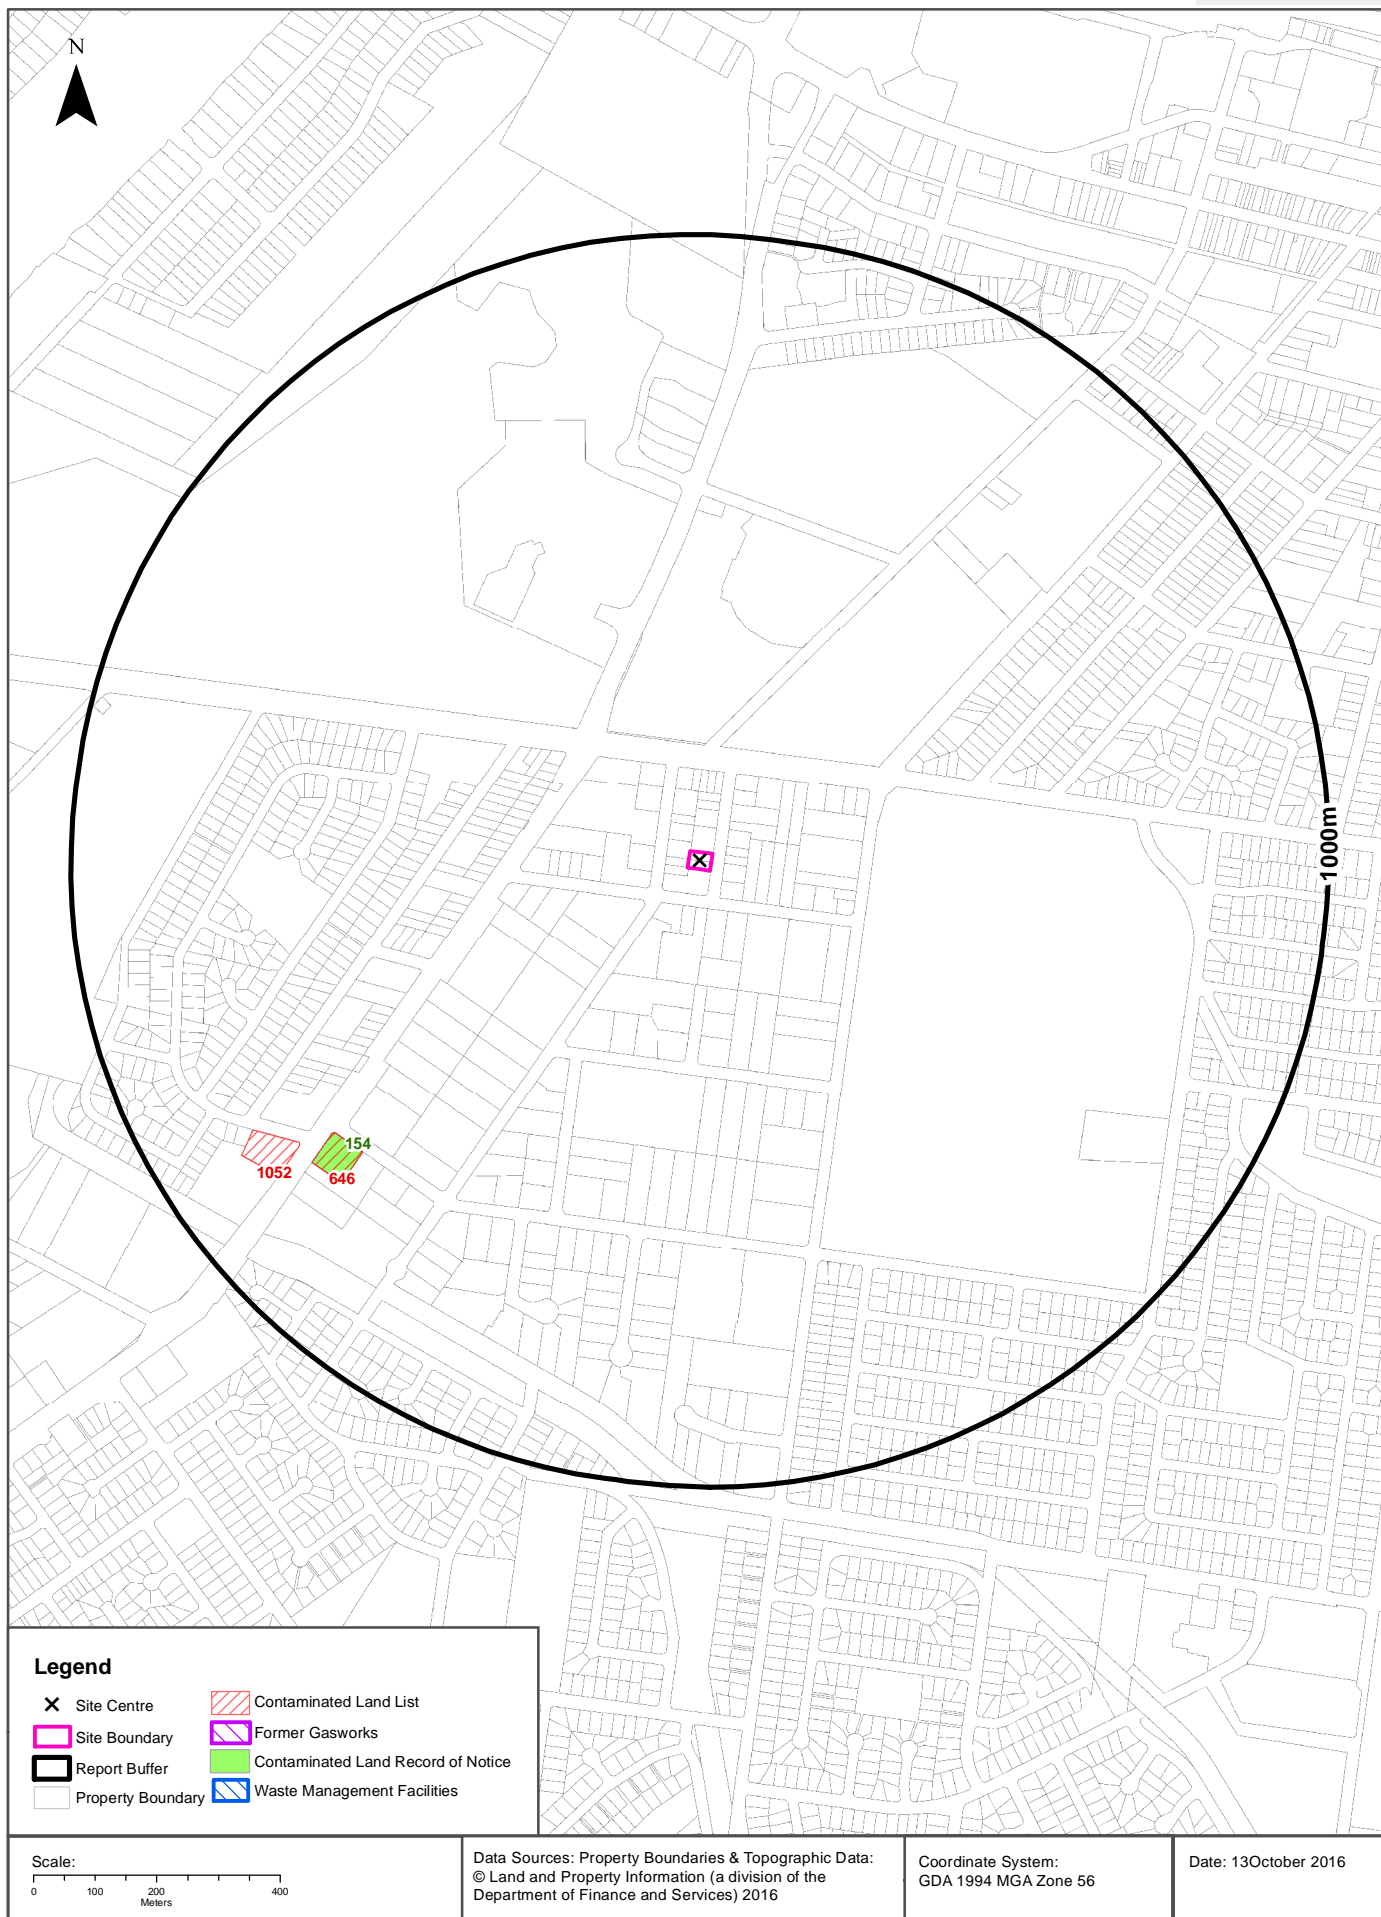 N
1000m
154
1052
646
Legend
Site Centre
Site Boundary
Report Buffer
Property Boundary
Contaminated Land List
Former Gasworks
Contaminated Land Record of Notice
Waste Management Facilities
Scale:
0 100 200 400
Meters
Data Sources: Property Boundaries & Topographic Data:
© Land and Property Information (a division of the
Department of Finance and Services) 2016
Coordinate System:
GDA 1994 MGA Zone 56
Date: 13October 2016